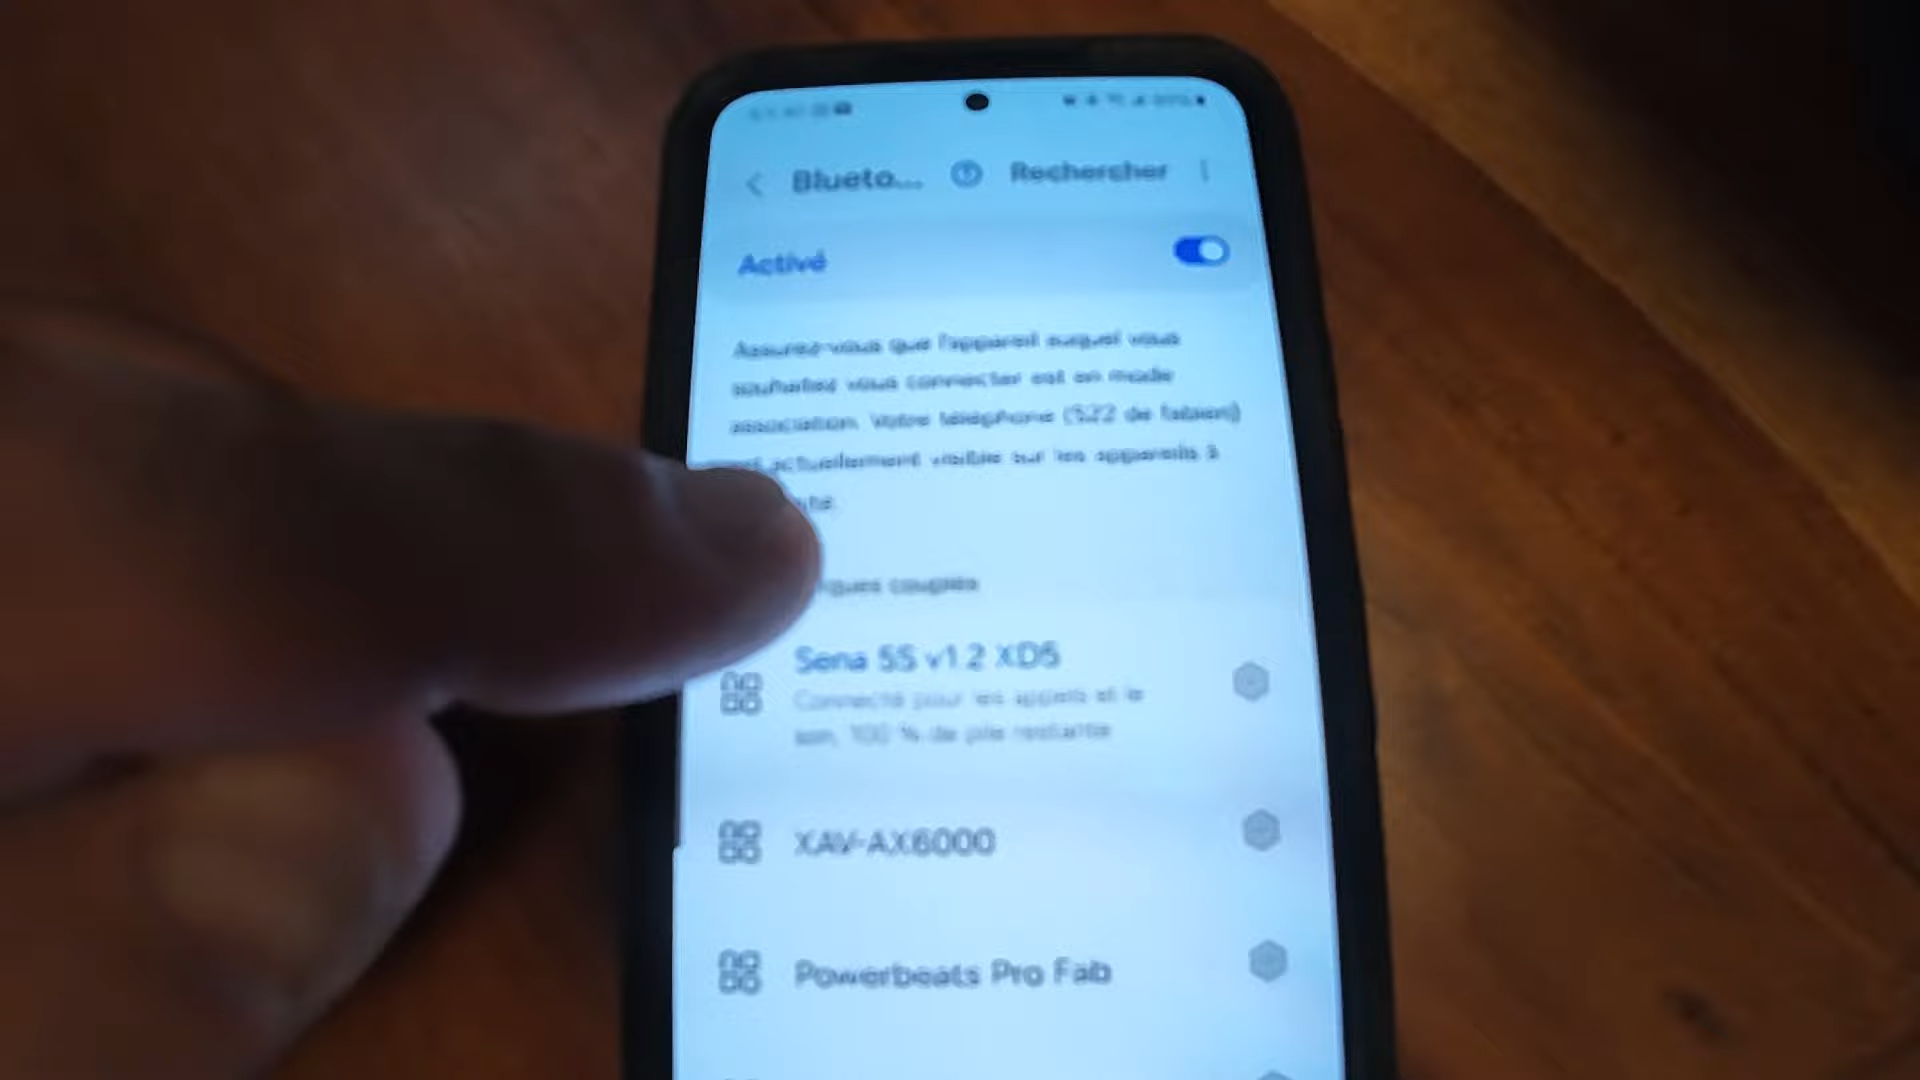 Blueto... Rechercher
Activé
Assurez-vous que l'appareil auquel vous
souhaitez vous connecter est en mode
association. Votre téléphone (S22 de fabien)
actuellement visible sur les appareils à
coupés
Sena 5S v1.2 XD5
Connecté pour les appels et le
son, 100 % de pile restante
XAV-AX6000
Powerbeats Pro Fab